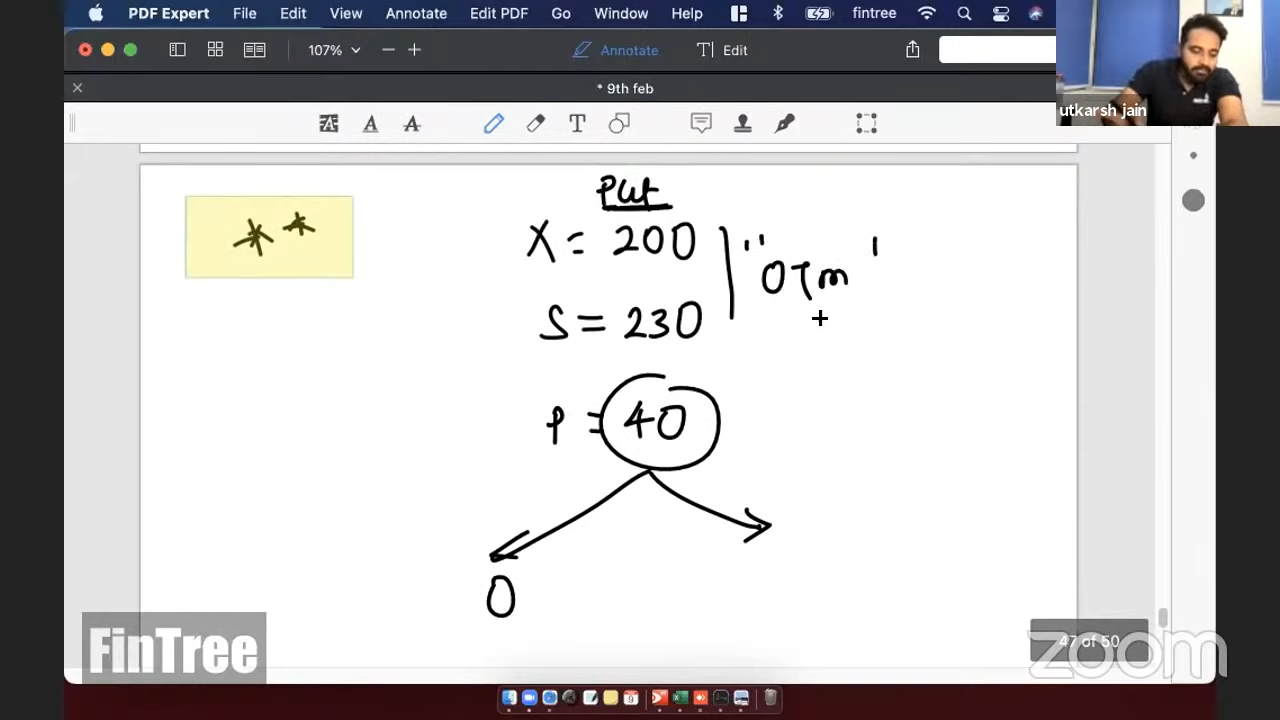 PDF Expert File Edit View Annotate Edit PDF Go Window Help fintree
107% Annotate T Edit
* 9th feb
utkarsh jain
Put
X = 200
"OTm'
S = 230
P = 40
0
FinTree
47 of 50
zoom